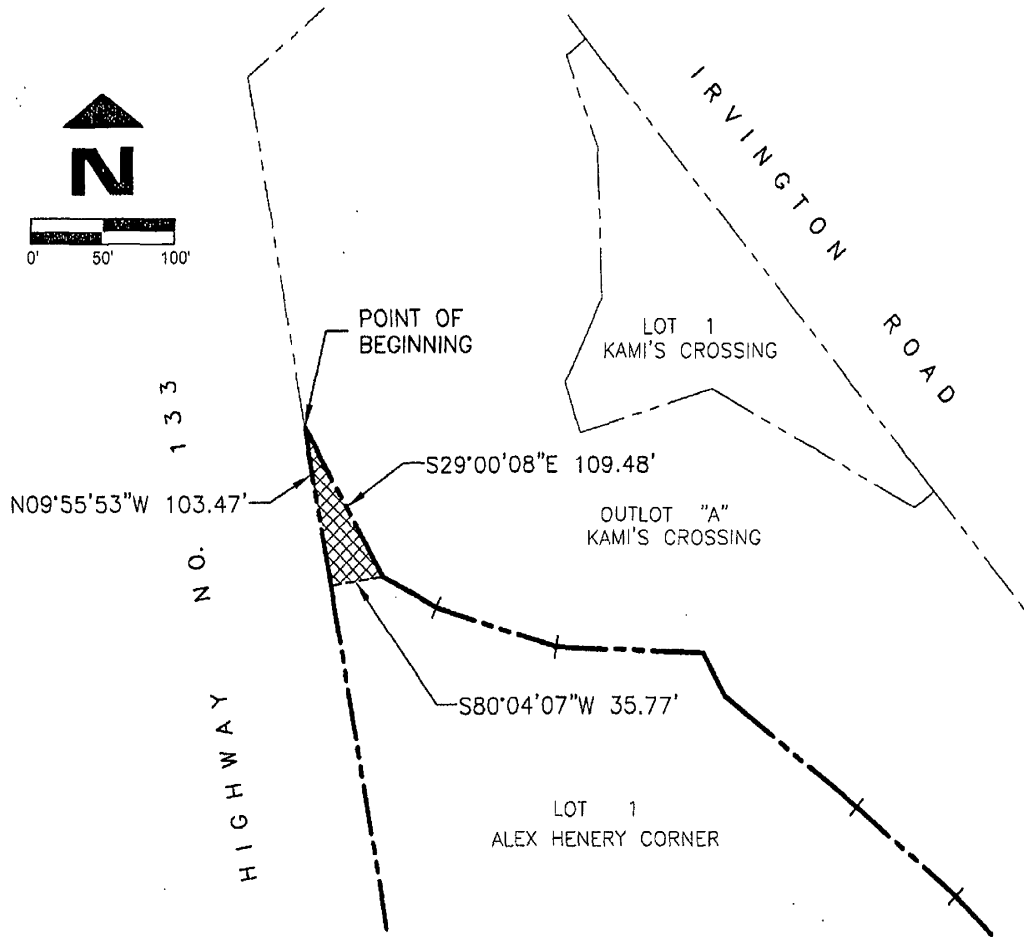 IRVINGTON ROAD
N
0' 50' 100'
POINT OF
BEGINNING
LOT 1
KAMI'S CROSSING
S29°00'08"E 109.48'
N09°55'53"W 103.47'
OUTLOT "A"
KAMI'S CROSSING
S80°04'07"W 35.77'
HIGHWAY NO. 133
LOT 1
ALEX HENERY CORNER